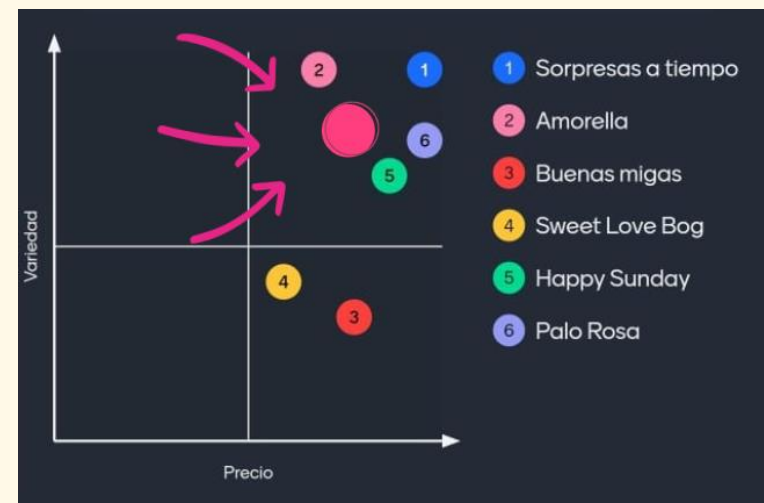 2
1
6
5
4
3
Variedad
Precio
1 Sorpresas a tiempo
2 Amorella
3 Buenas migas
4 Sweet Love Bog
5 Happy Sunday
6 Palo Rosa